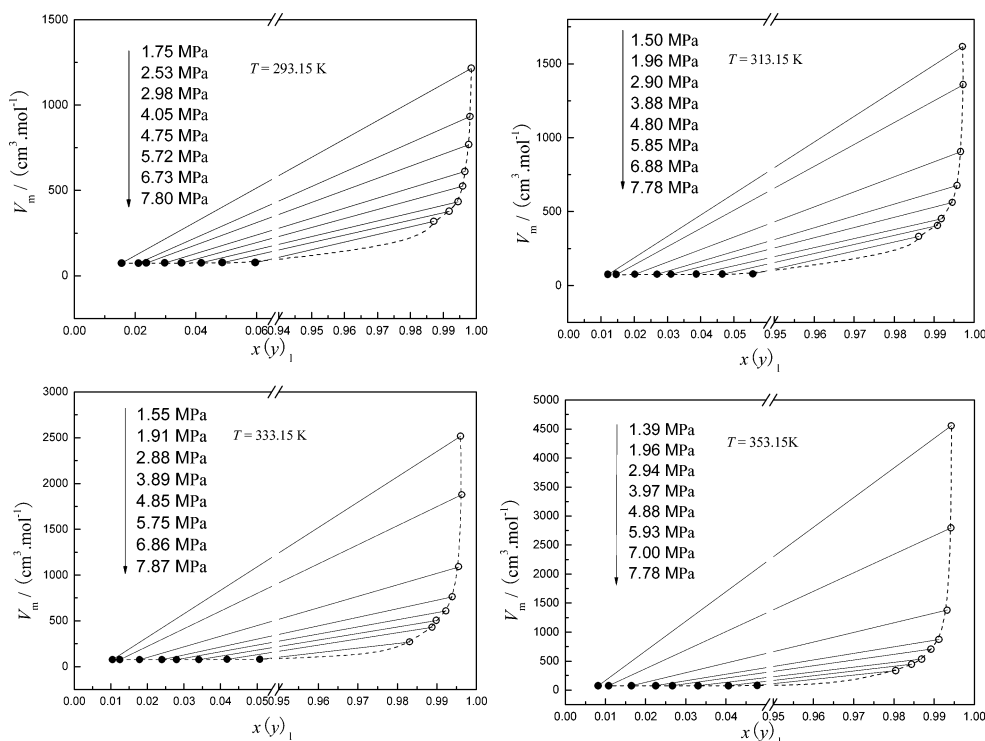 1500
1000
500
0
V_m / (cm³.mol⁻¹)
1.75 MPa
2.53 MPa
2.98 MPa
4.05 MPa
4.75 MPa
5.72 MPa
6.73 MPa
7.80 MPa
T = 293.15 K
0.00 0.02 0.04 0.06 0.94 0.95 0.96 0.97 0.98 0.99 1.00
x(y)₁
1500
1000
500
0
V_m / (cm³.mol⁻¹)
1.50 MPa
1.96 MPa
2.90 MPa
3.88 MPa
4.80 MPa
5.85 MPa
6.88 MPa
7.78 MPa
T = 313.15 K
0.00 0.01 0.02 0.03 0.04 0.05 0.95 0.96 0.97 0.98 0.99 1.00
x(y)₁
3000
2500
2000
1500
1000
500
0
V_m / (cm³.mol⁻¹)
1.55 MPa
1.91 MPa
2.88 MPa
3.89 MPa
4.85 MPa
5.75 MPa
6.86 MPa
7.87 MPa
T = 333.15 K
0.00 0.01 0.02 0.03 0.04 0.05 0.95 0.96 0.97 0.98 0.99 1.00
x(y)₁
5000
4500
4000
3500
3000
2500
2000
1500
1000
500
0
V_m / (cm³.mol⁻¹)
1.39 MPa
1.96 MPa
2.94 MPa
3.97 MPa
4.88 MPa
5.93 MPa
7.00 MPa
7.78 MPa
T = 353.15K
0.00 0.01 0.02 0.03 0.04 0.05 0.95 0.96 0.97 0.98 0.99 1.00
x(y)₁